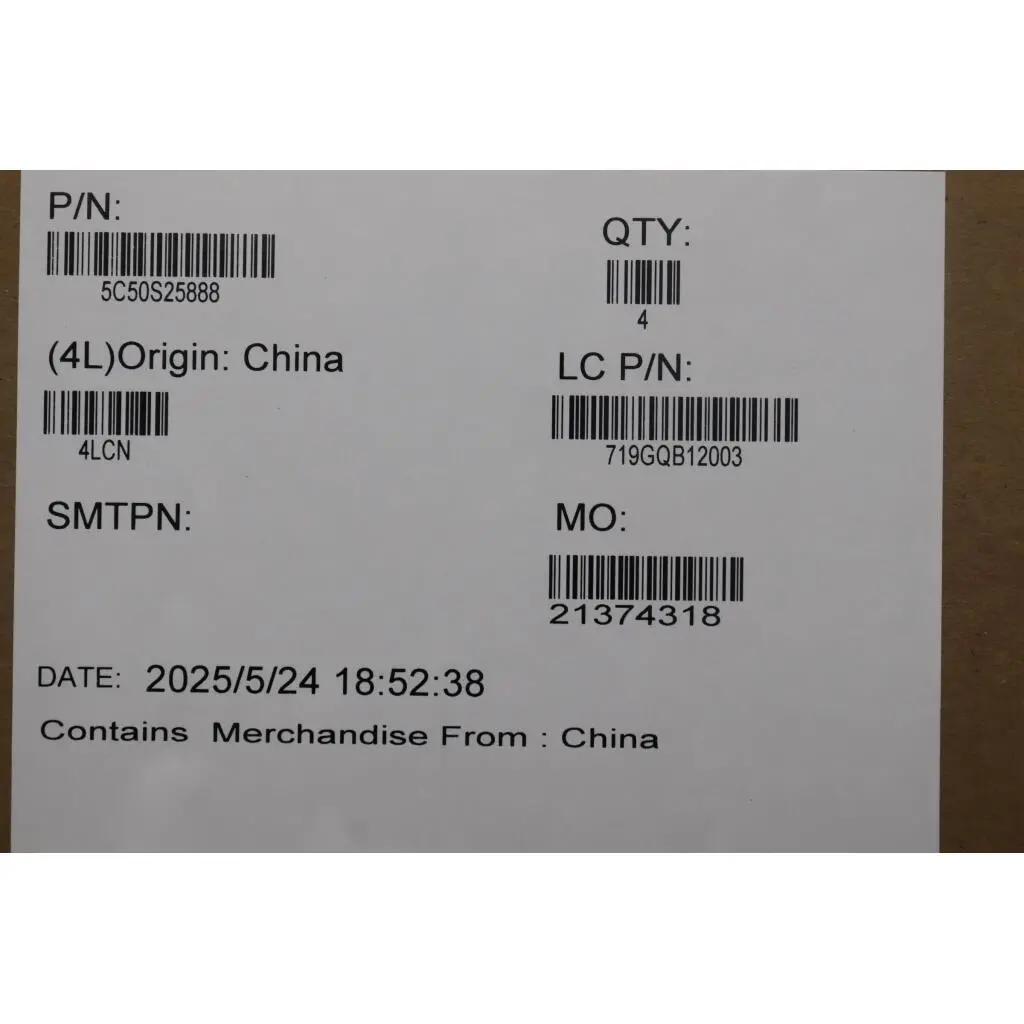 P/N:
5C50S25888
QTY:
4
(4L)Origin: China
4LCN
LC P/N:
719GQB12003
SMTPN:
MO:
21374318
DATE: 2025/5/24 18:52:38
Contains Merchandise From : China